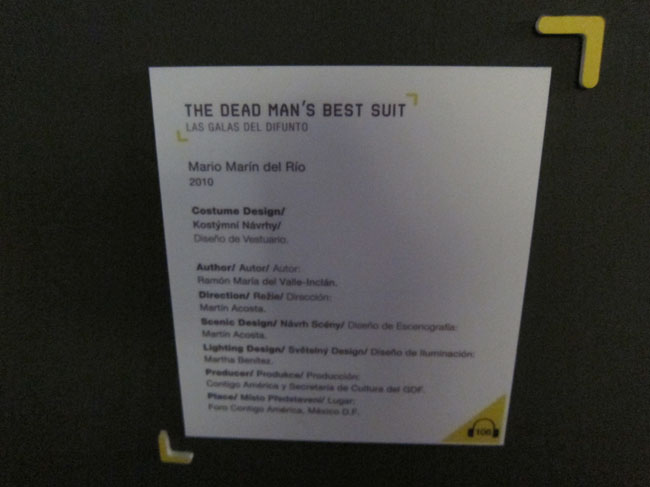 THE DEAD MAN'S BEST SUIT
LAS GALAS DEL DIFUNTO
Mario Marín del Río
2010
Costume Design/
Kostýmní Návrhy/
Diseño de Vestuario.
Author/ Autor/ Autor:
Ramón María del Valle-Inclán.
Direction/ Režie/ Dirección:
Martín Acosta.
Scenic Design/ Návrh Scény/ Diseño de Escenografía:
Martín Acosta.
Lighting Design/ Světelný Design/ Diseño de Iluminación:
Martha Benítez.
Producer/ Produkce/ Producción:
Contigo América y Secretaría de Cultura del GDF.
Place/ Místo Představení/ Lugar:
Foro Contigo América, México D.F.
106